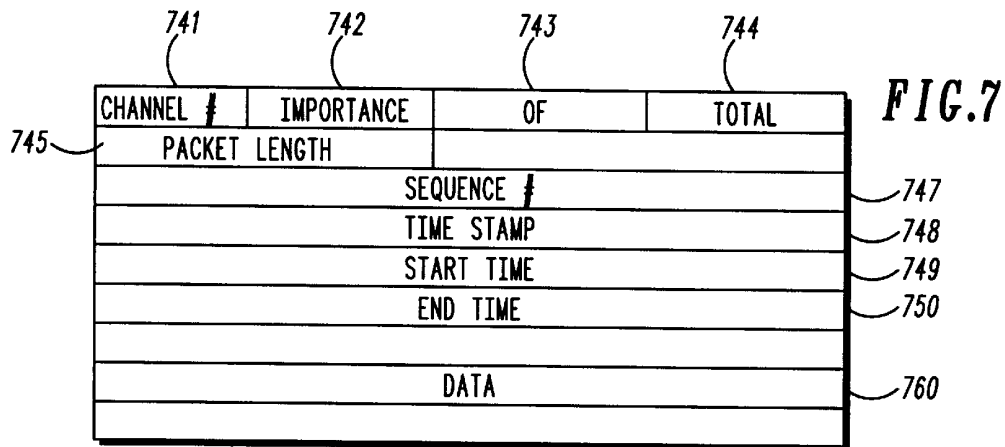 741 742 743 744
FIG.7
CHANNEL # IMPORTANCE OF TOTAL
745 PACKET LENGTH
SEQUENCE # 747
TIME STAMP 748
START TIME 749
END TIME 750
DATA 760